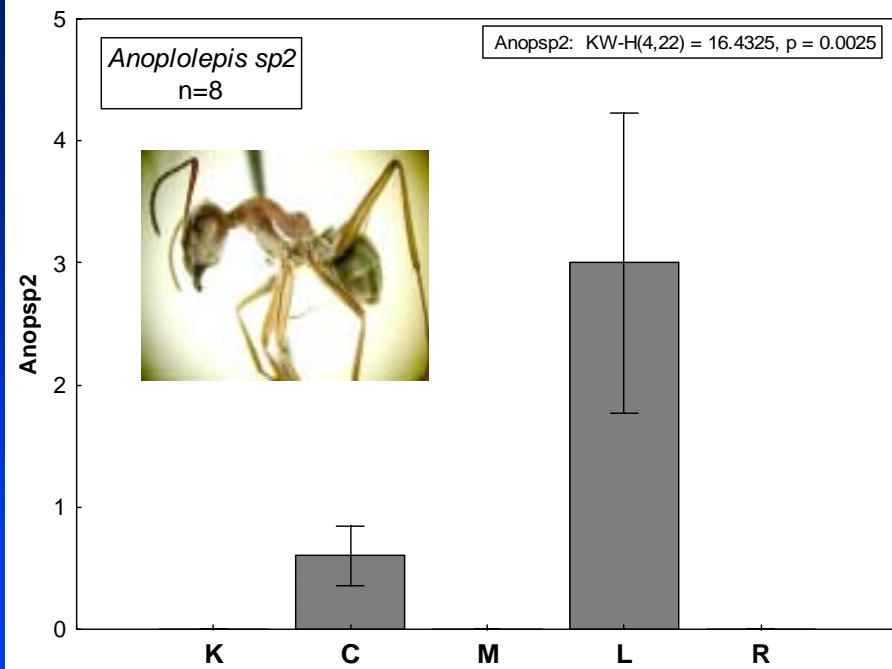 Anoplolepis sp2
n=8
Anopsp2: KW-H(4,22) = 16.4325, p = 0.0025
Anopsp2
5
4
3
2
1
0
K C M L R